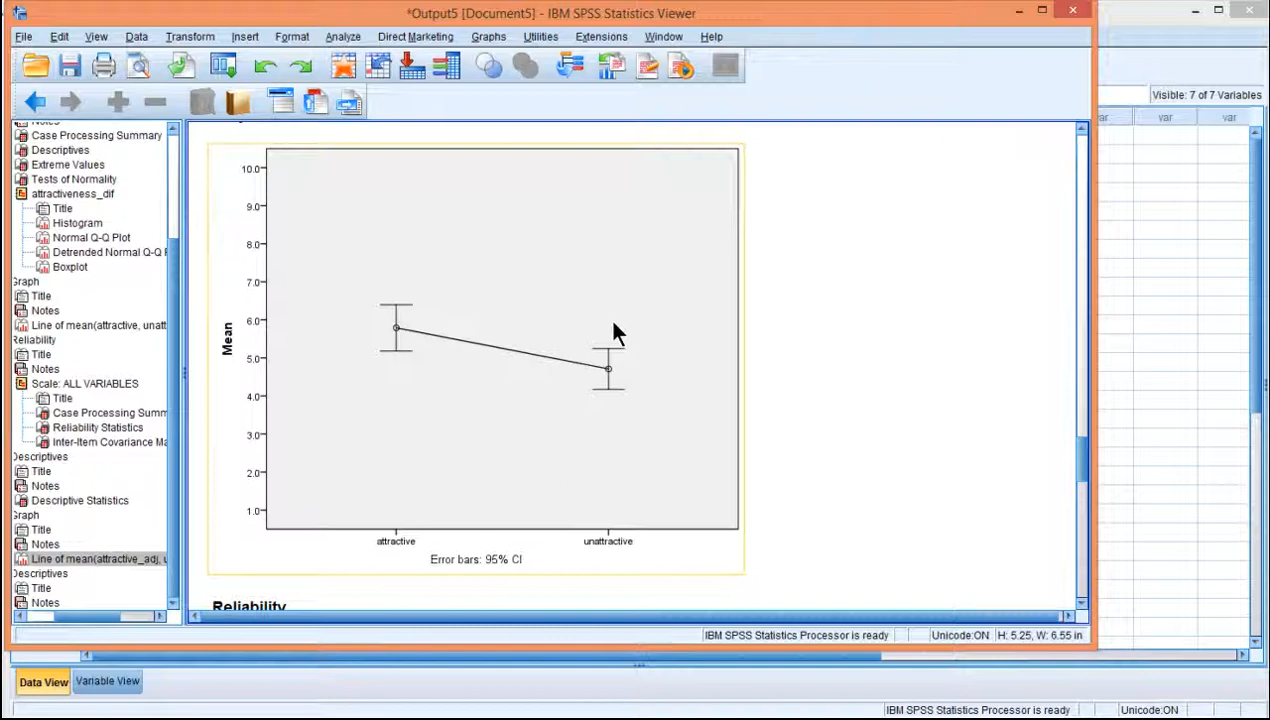 *Output5 [Document5] - IBM SPSS Statistics Viewer
File Edit View Data Transform Insert Format Analyze Direct Marketing Graphs Utilities Extensions Window Help
Visible: 7 of 7 Variables
var var var
Notes
Case Processing Summary
Descriptives
Extreme Values
Tests of Normality
attractiveness_dif
Title
Histogram
Normal Q-Q Plot
Detrended Normal Q-Q
Boxplot
Graph
Title
Notes
Line of mean(attractive, unatt
Reliability
Title
Notes
Scale: ALL VARIABLES
Title
Case Processing Summ
Reliability Statistics
Inter-Item Covariance Ma
Descriptives
Title
Notes
Descriptive Statistics
Graph
Title
Notes
Line of mean(attractive_adj, u
Descriptives
Title
Notes
Mean
10.0
9.0
8.0
7.0
6.0
5.0
4.0
3.0
2.0
1.0
attractive unattractive
Error bars: 95% CI
Reliability
IBM SPSS Statistics Processor is ready Unicode:ON H: 5.25, W: 6.55 in
Data View Variable View
IBM SPSS Statistics Processor is ready Unicode:ON